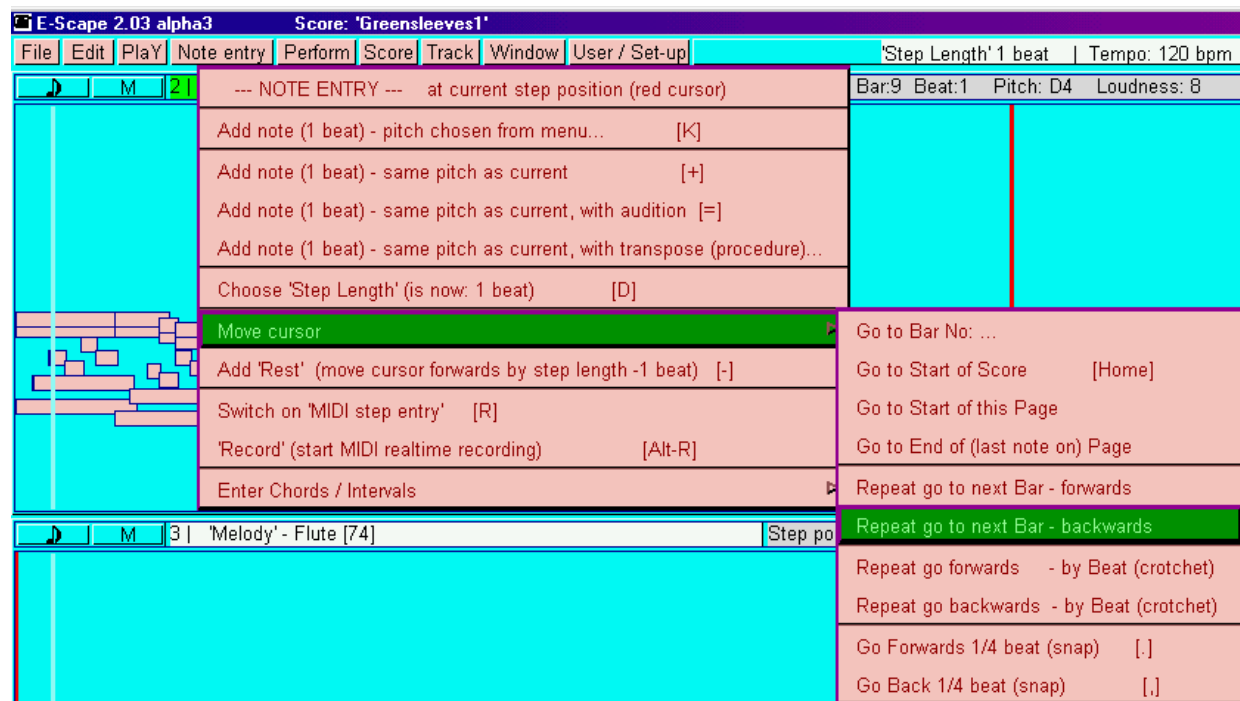 E-Scape 2.03 alpha3 Score: 'Greensleeves1'
File Edit PlaY Note entry Perform Score Track Window User / Set-up 'Step Length' 1 beat | Tempo: 120 bpm
M 2 | Bar:9 Beat:1 Pitch: D4 Loudness: 8
--- NOTE ENTRY --- at current step position (red cursor)
Add note (1 beat) - pitch chosen from menu... [K]
Add note (1 beat) - same pitch as current [+]
Add note (1 beat) - same pitch as current, with audition [=]
Add note (1 beat) - same pitch as current, with transpose (procedure)...
Choose 'Step Length' (is now: 1 beat) [D]
Move cursor
Add 'Rest' (move cursor forwards by step length -1 beat) [-]
Switch on 'MIDI step entry' [R]
'Record' (start MIDI realtime recording) [Alt-R]
Enter Chords / Intervals
Go to Bar No: ...
Go to Start of Score [Home]
Go to Start of this Page
Go to End of (last note on) Page
Repeat go to next Bar - forwards
Repeat go to next Bar - backwards
Repeat go forwards - by Beat (crotchet)
Repeat go backwards - by Beat (crotchet)
Go Forwards 1/4 beat (snap) [.]
Go Back 1/4 beat (snap) [,]
M 3 | 'Melody' - Flute [74] Step po